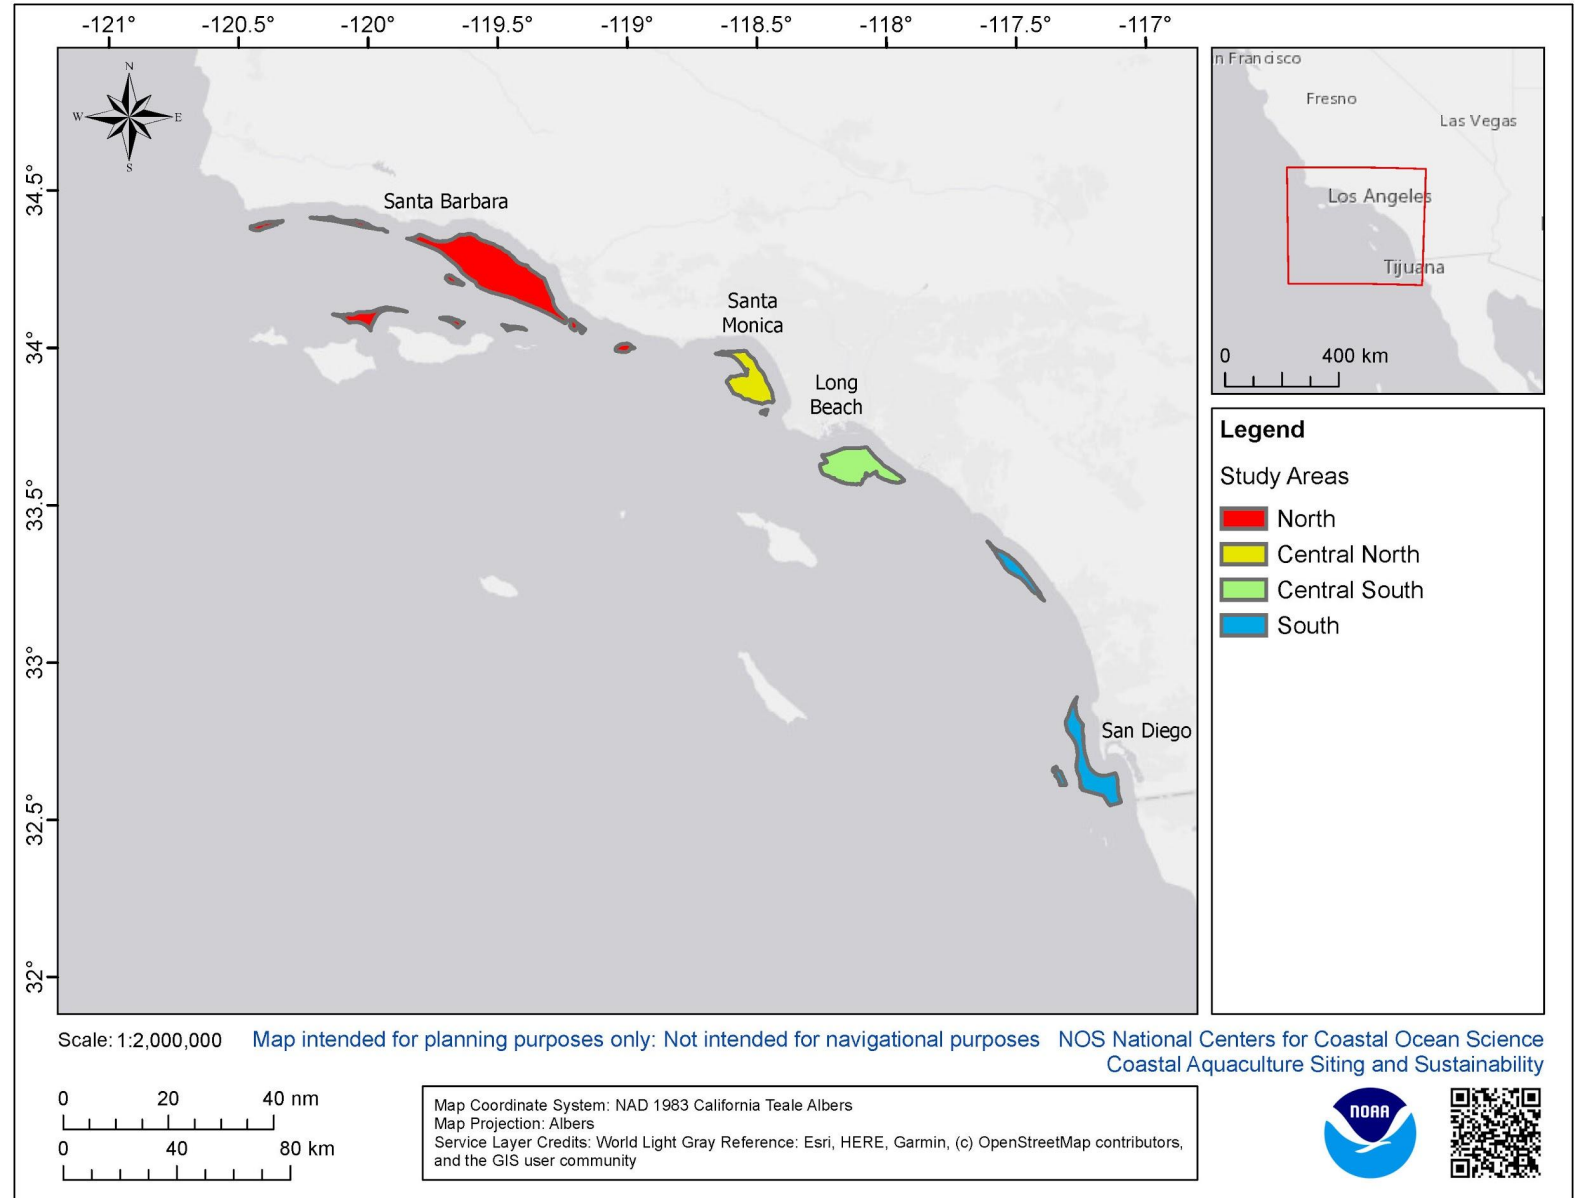 -121° -120.5° -120° -119.5° -119° -118.5° -118° -117.5° -117°
34.5°
34°
33.5°
33°
32.5°
32°
N
W E
S
Santa Barbara
Santa
Monica
Long
Beach
San Diego
n Francisco
Fresno
Las Vegas
Los Angeles
Tijuana
0 400 km
Legend
Study Areas
North
Central North
Central South
South
Scale: 1:2,000,000
Map intended for planning purposes only: Not intended for navigational purposes
NOS National Centers for Coastal Ocean Science
Coastal Aquaculture Siting and Sustainability
0 20 40 nm
0 40 80 km
Map Coordinate System: NAD 1983 California Teale Albers
Map Projection: Albers
Service Layer Credits: World Light Gray Reference: Esri, HERE, Garmin, (c) OpenStreetMap contributors,
and the GIS user community
NOAA